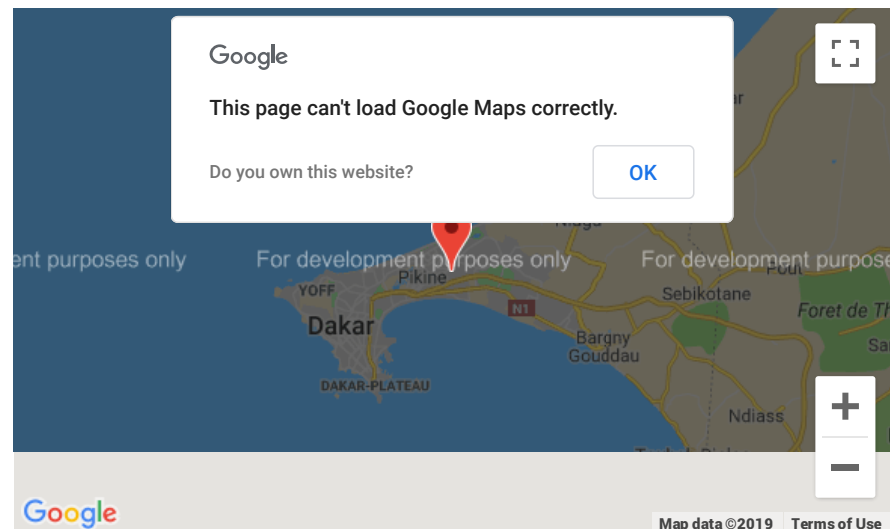 Google
This page can't load Google Maps correctly.
Do you own this website?
OK
ent purposes only
For development purposes only
For development purpose
Pout
Pikine
YOFF
Sebikotane
N1
Foret de Th
Dakar
Bargny
Gouddau
Sa
DAKAR-PLATEAU
Ndiass
Google
Map data ©2019
Terms of Use